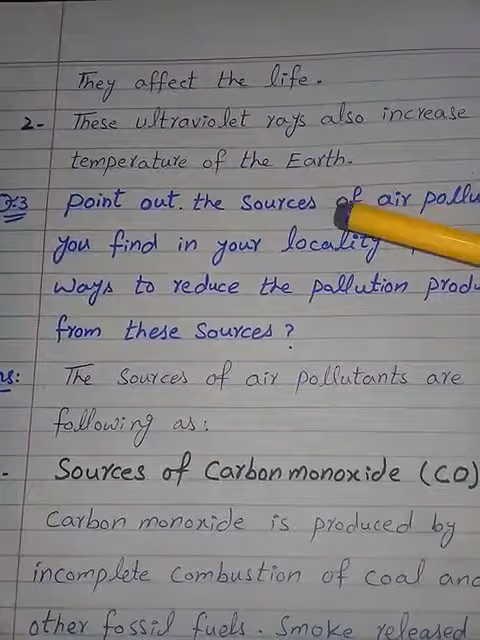 They affect the life.
2- These ultraviolet rays also increase
temperature of the Earth.
Q:3 Point out. the Sources of air pollu
you find in your locality
ways to reduce the pollution produ
from these Sources?
ns: The Sources of air pollutants are
following as:
- Sources of Carbon monoxide (CO)
Carbon monoxide is produced by
incomplete Combustion of coal and
other fossil fuels. Smoke released